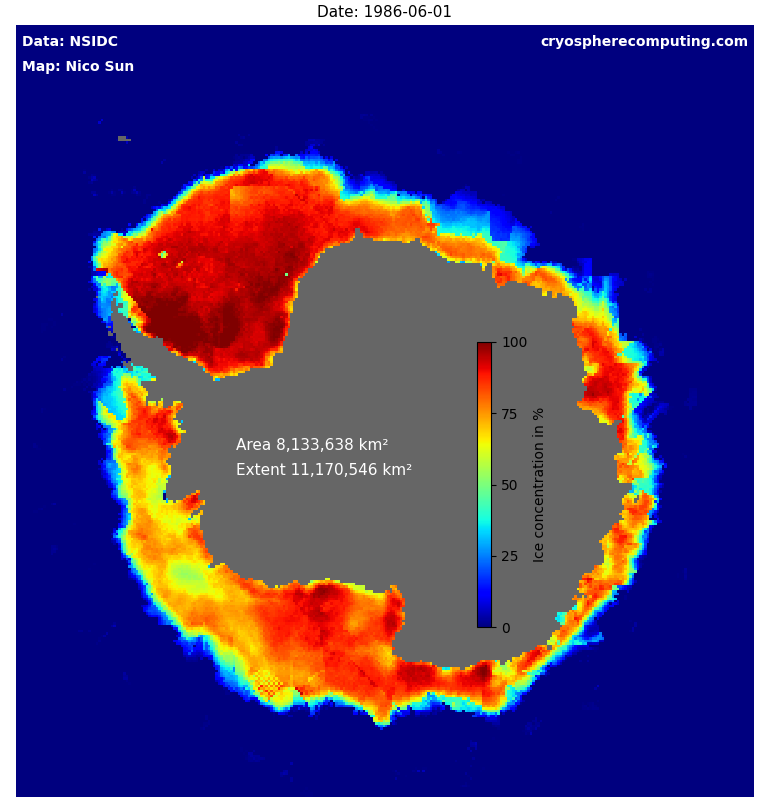 Date: 1986-06-01
Data: NSIDC
cryospherecomputing.com
Map: Nico Sun
100
75
50
25
0
Ice concentration in %
Area 8,133,638 km²
Extent 11,170,546 km²